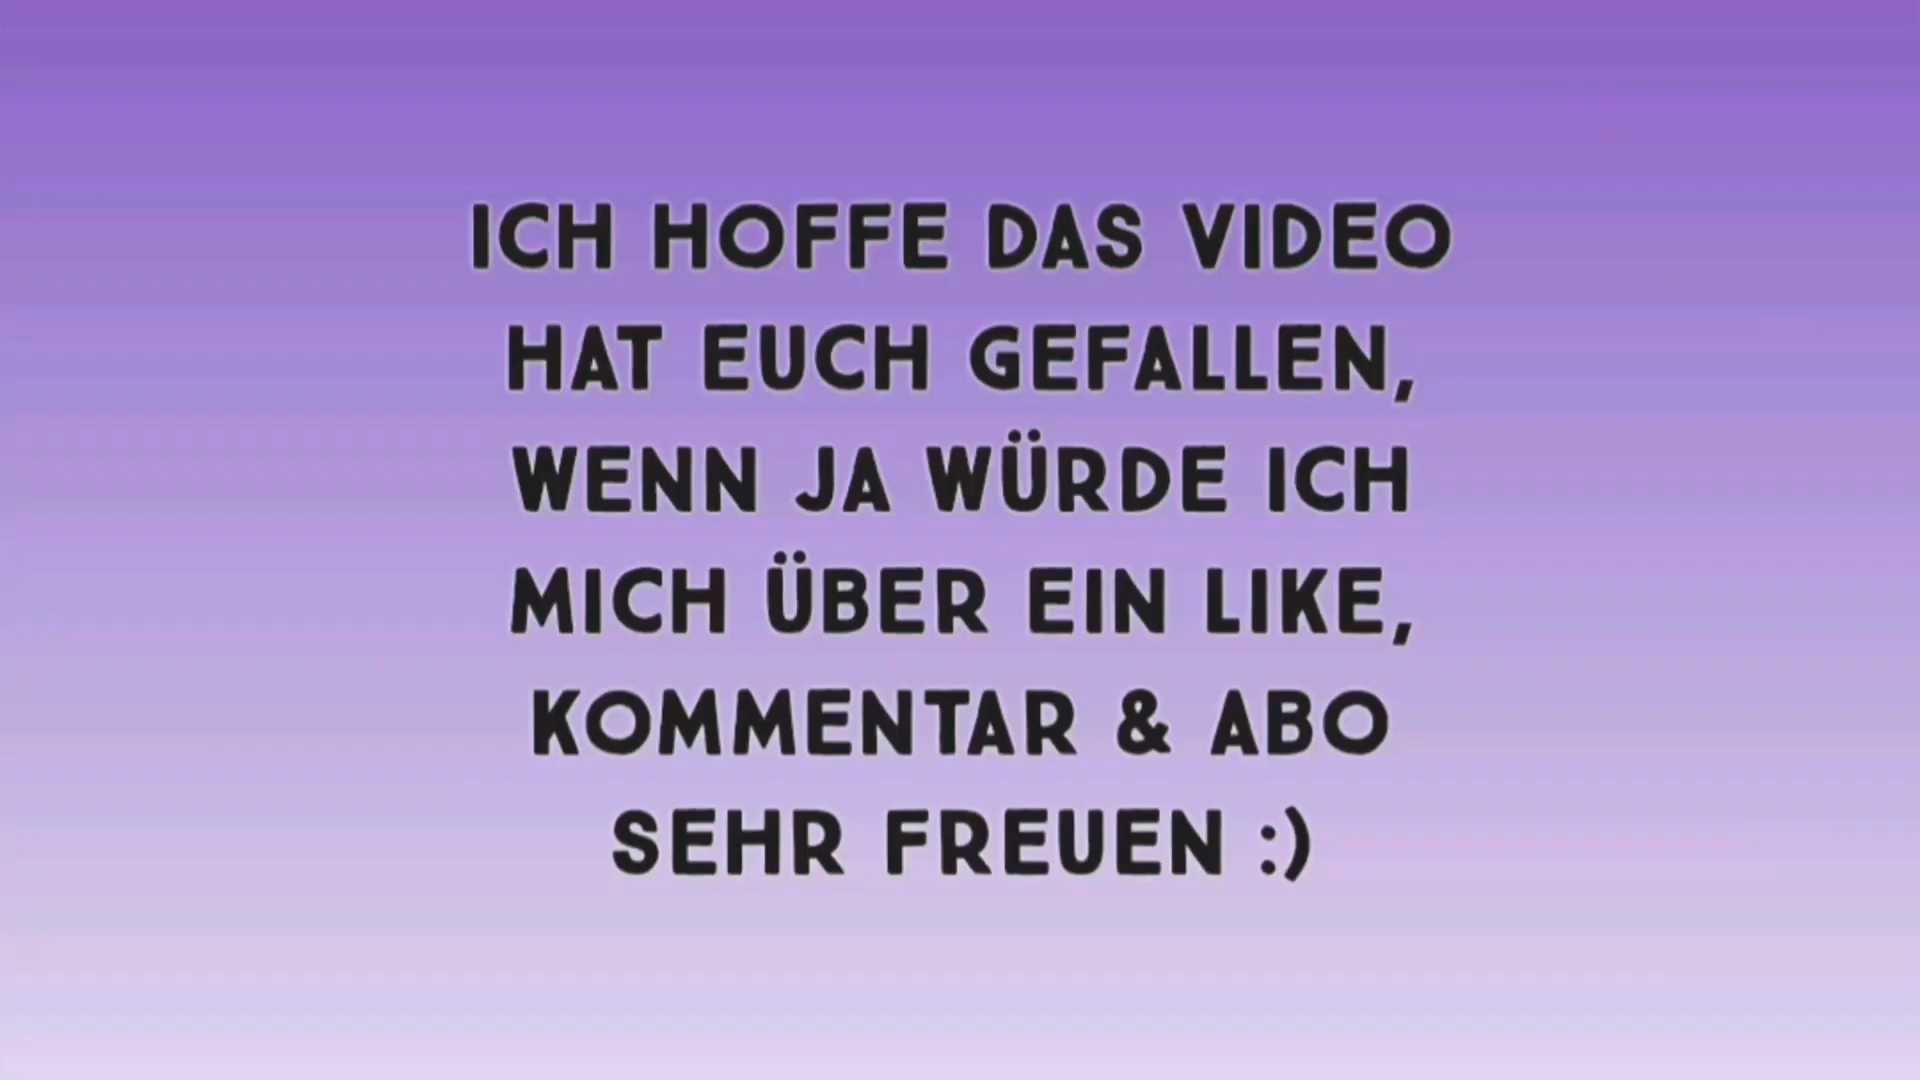 ICH HOFFE DAS VIDEO
HAT EUCH GEFALLEN,
WENN JA WÜRDE ICH
MICH ÜBER EIN LIKE,
KOMMENTAR & ABO
SEHR FREUEN :)